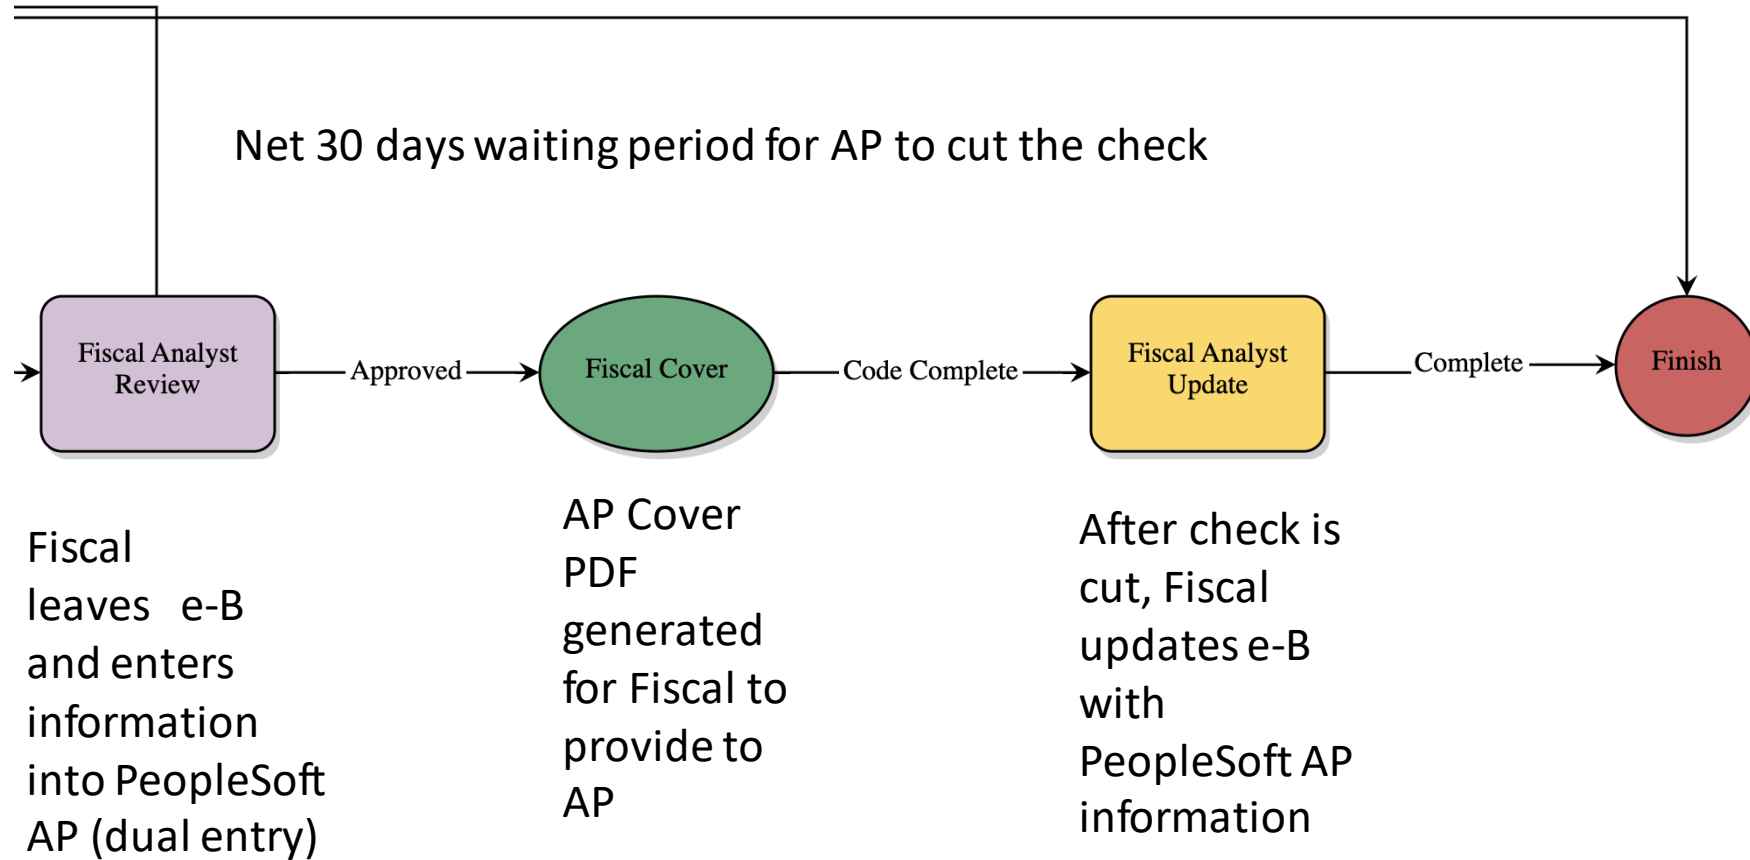 Net 30 days waiting period for AP to cut the check
Fiscal Analyst
Review
Approved
Fiscal Cover
Code Complete
Fiscal Analyst
Update
Complete
Finish
Fiscal
leaves e-B
and enters
information
into PeopleSoft
AP (dual entry)
AP Cover
PDF
generated
for Fiscal to
provide to
AP
After check is
cut, Fiscal
updates e-B
with
PeopleSoft AP
information